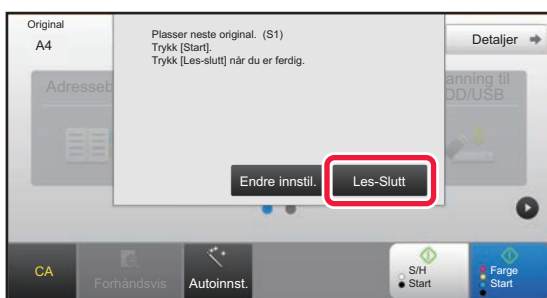 Original
A4
Plasser neste original. (S1)
Trykk [Start].
Trykk [Les-slutt] når du er ferdig.
Detaljer
Adresseb
anning til
DD/USB
Endre innstil.
Les-Slutt
CA
Forhåndsvis
Autoinnst.
S/H
Start
Farge
Start